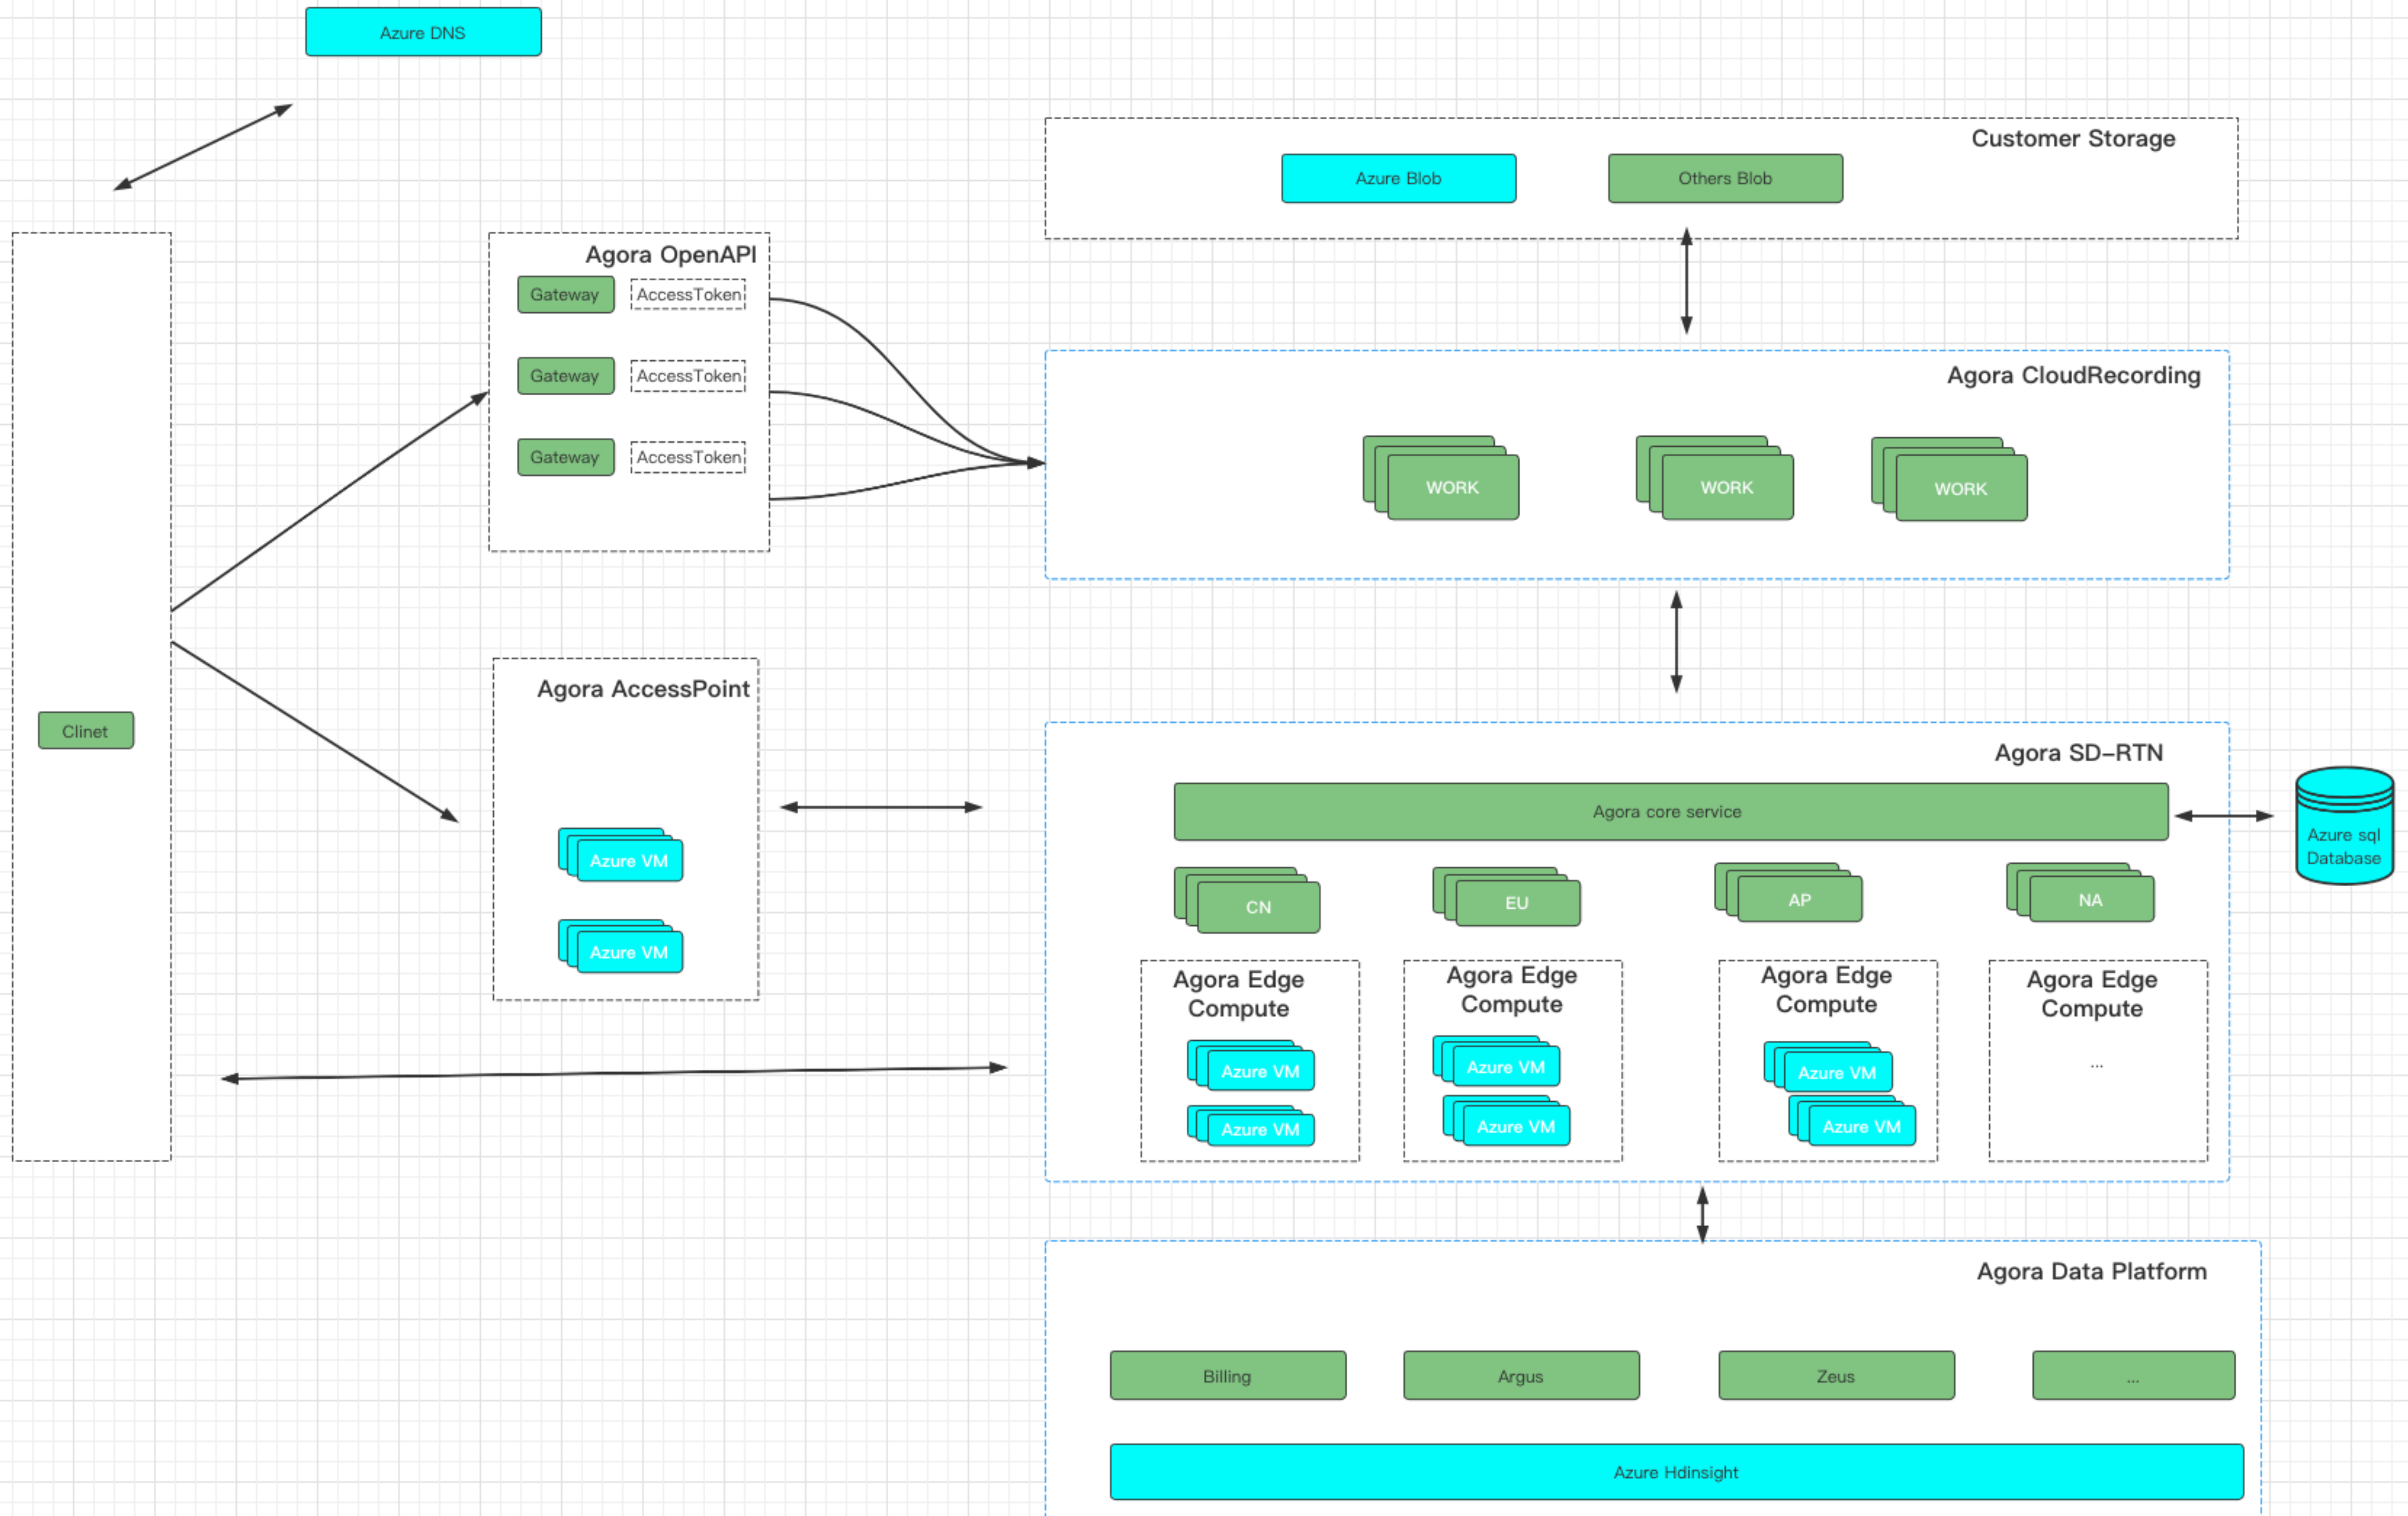 Azure DNS
Customer Storage
Azure Blob
Others Blob
Agora OpenAPI
Gateway
AccessToken
Gateway
AccessToken
Gateway
AccessToken
Agora CloudRecording
WORK
WORK
WORK
Clinet
Agora AccessPoint
Azure VM
Azure VM
Agora SD-RTN
Agora core service
Azure sql
Database
CN
EU
AP
NA
Agora Edge
Compute
Azure VM
Azure VM
Agora Edge
Compute
Azure VM
Azure VM
Agora Edge
Compute
Azure VM
Azure VM
Agora Edge
Compute
...
Agora Data Platform
Billing
Argus
Zeus
...
Azure Hdinsight